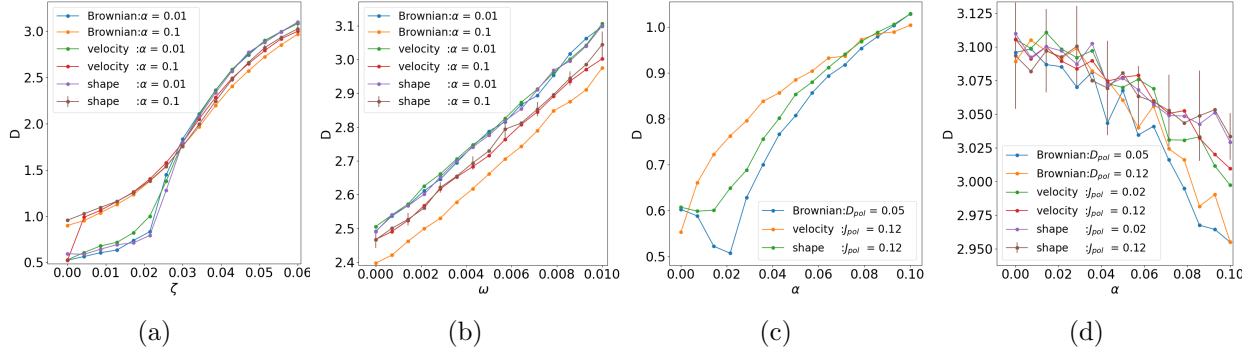 D
3.0
2.5
2.0
1.5
1.0
0.5
Brownian:α = 0.01
Brownian:α = 0.1
velocity :α = 0.01
velocity :α = 0.1
shape :α = 0.01
shape :α = 0.1
0.00 0.01 0.02 0.03 0.04 0.05 0.06
ζ
(a)
D
3.2
3.1
3.0
2.9
2.8
2.7
2.6
2.5
2.4
Brownian:α = 0.01
Brownian:α = 0.1
velocity :α = 0.01
velocity :α = 0.1
shape :α = 0.01
shape :α = 0.1
0.000 0.002 0.004 0.006 0.008 0.010
ω
(b)
D
1.0
0.9
0.8
0.7
0.6
0.5
Brownian:D_pol = 0.05
velocity :J_pol = 0.12
shape :J_pol = 0.12
0.00 0.02 0.04 0.06 0.08 0.10
α
(c)
D
3.125
3.100
3.075
3.050
3.025
3.000
2.975
2.950
Brownian:D_pol = 0.05
Brownian:D_pol = 0.12
velocity :J_pol = 0.02
velocity :J_pol = 0.12
shape :J_pol = 0.02
shape :J_pol = 0.12
0.00 0.02 0.04 0.06 0.08 0.10
α
(d)